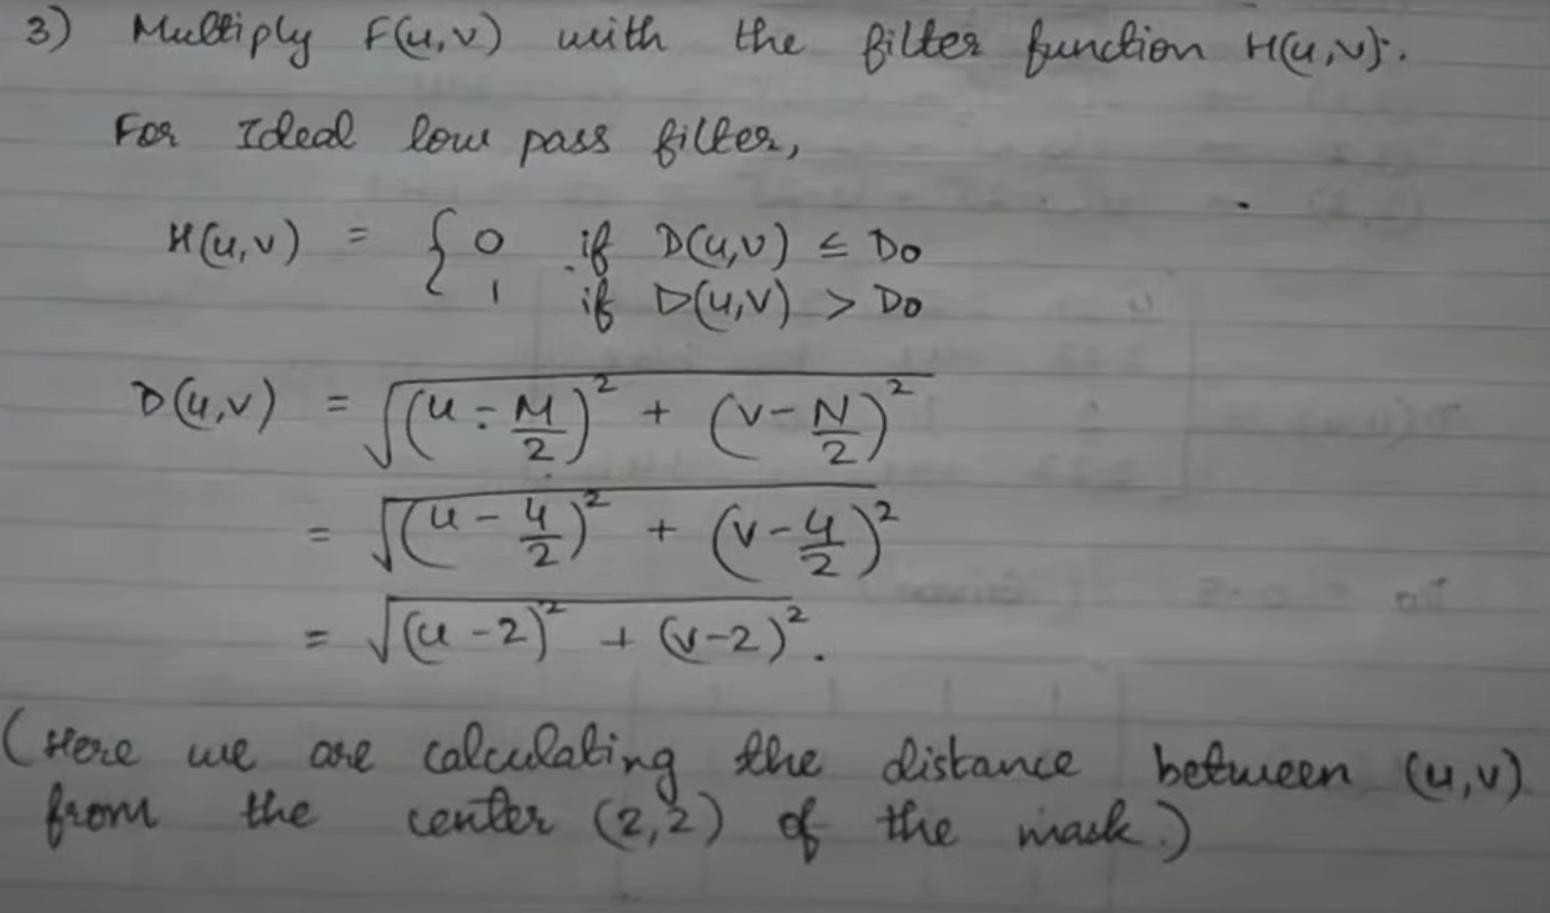 3) Multiply F(u,v) with the filter function H(u,v).
For Ideal low pass filter,
H(u,v) = { 0 if D(u,v) ≤ Do
1 if D(u,v) > Do
D(u,v) = √((u - M/2)² + (v - N/2)²)
= √((u - 4/2)² + (v - 4/2)²)
= √((u - 2)² + (v - 2)²).
(Here we are calculating the distance between (u,v)
from the center (2,2) of the mask.)